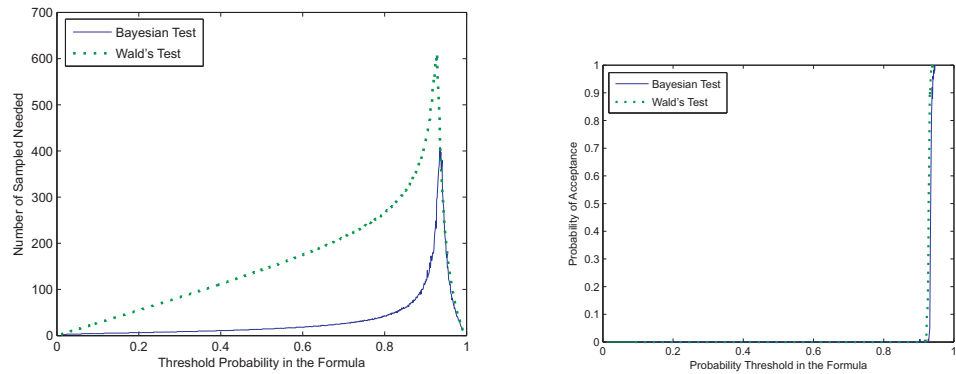 700
600
500
400
300
200
100
0
Number of Sampled Needed
Bayesian Test
Wald's Test
0 0.2 0.4 0.6 0.8 1
Threshold Probability in the Formula
1
0.9
0.8
0.7
0.6
0.5
0.4
0.3
0.2
0.1
0
Probability of Acceptance
Bayesian Test
Wald's Test
0 0.2 0.4 0.6 0.8 1
Probability Threshold in the Formula